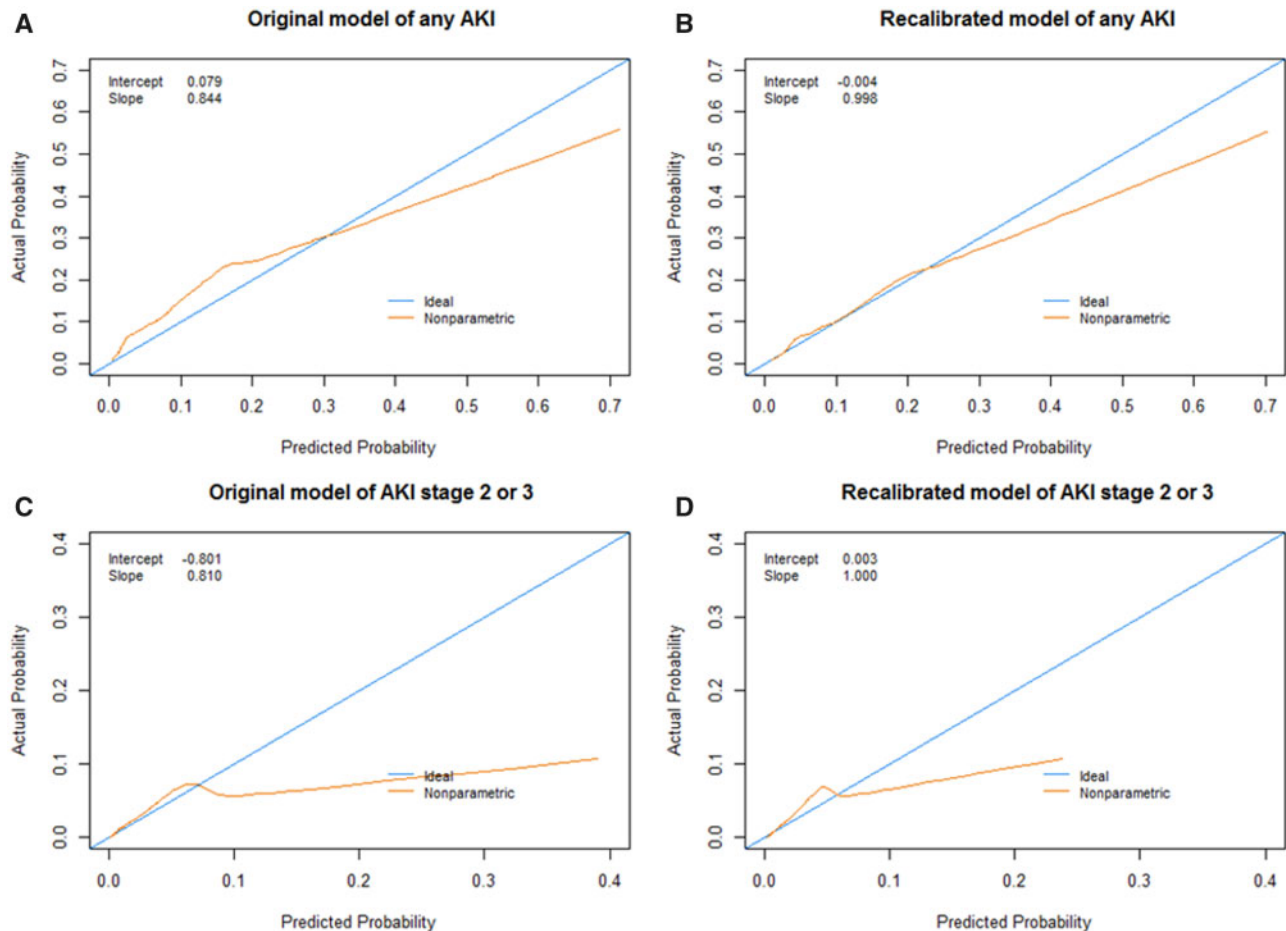 A
Original model of any AKI
Intercept 0.079
Slope 0.844
0.7
0.6
0.5
0.4
0.3
0.2
0.1
0.0
Actual Probability
Ideal
Nonparametric
0.0 0.1 0.2 0.3 0.4 0.5 0.6 0.7
Predicted Probability
B
Recalibrated model of any AKI
Intercept -0.004
Slope 0.998
0.7
0.6
0.5
0.4
0.3
0.2
0.1
0.0
Actual Probability
Ideal
Nonparametric
0.0 0.1 0.2 0.3 0.4 0.5 0.6 0.7
Predicted Probability
C
Original model of AKI stage 2 or 3
Intercept -0.801
Slope 0.810
0.4
0.3
0.2
0.1
0.0
Actual Probability
Ideal
Nonparametric
0.0 0.1 0.2 0.3 0.4
Predicted Probability
D
Recalibrated model of AKI stage 2 or 3
Intercept 0.003
Slope 1.000
0.4
0.3
0.2
0.1
0.0
Actual Probability
Ideal
Nonparametric
0.0 0.1 0.2 0.3 0.4
Predicted Probability